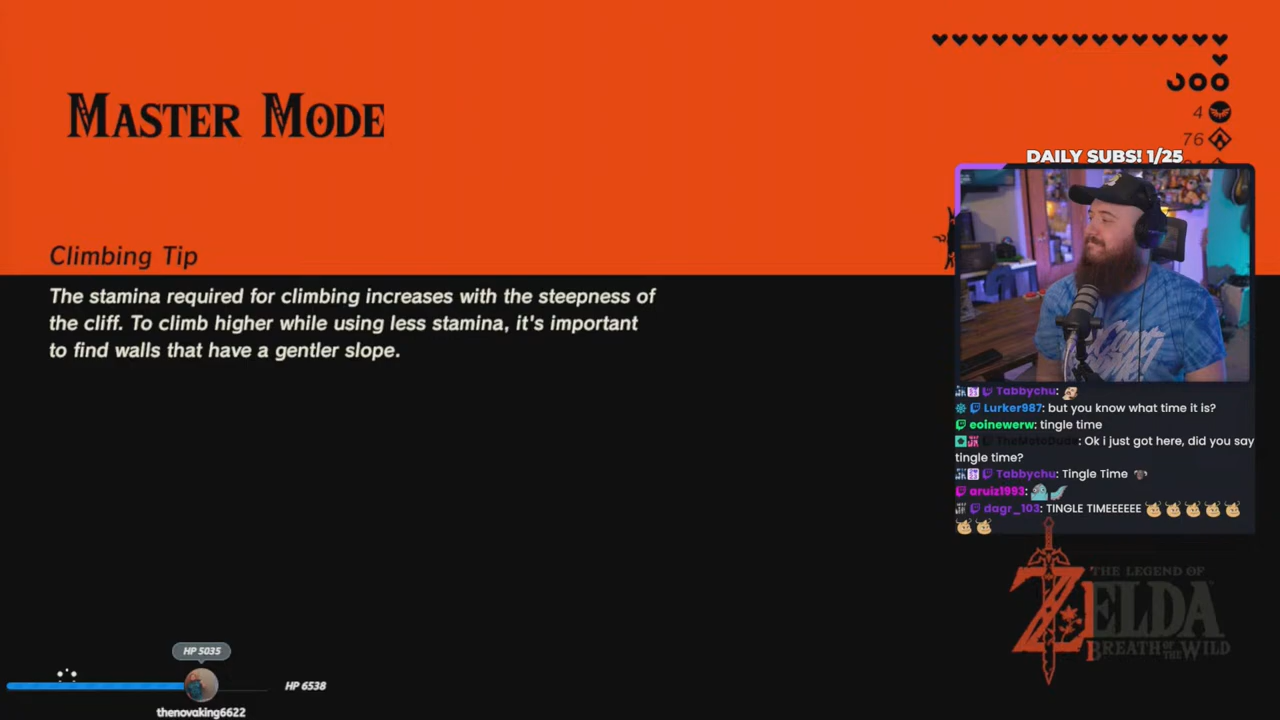 MASTER MODE
4
76
DAILY SUBS! 1/25
Climbing Tip
The stamina required for climbing increases with the steepness of
the cliff. To climb higher while using less stamina, it's important
to find walls that have a gentler slope.
Tabbychu:
Lurker987: but you know what time it is?
eoinewerw: tingle time
TheMotoDude: Ok i just got here, did you say
tingle time?
Tabbychu: Tingle Time
aruiz1993:
dagr_103: TINGLE TIMEEEEEE
THE LEGEND OF
ZELDA
BREATH OF THE WILD
HP 5035
HP 6538
thenovaking6622